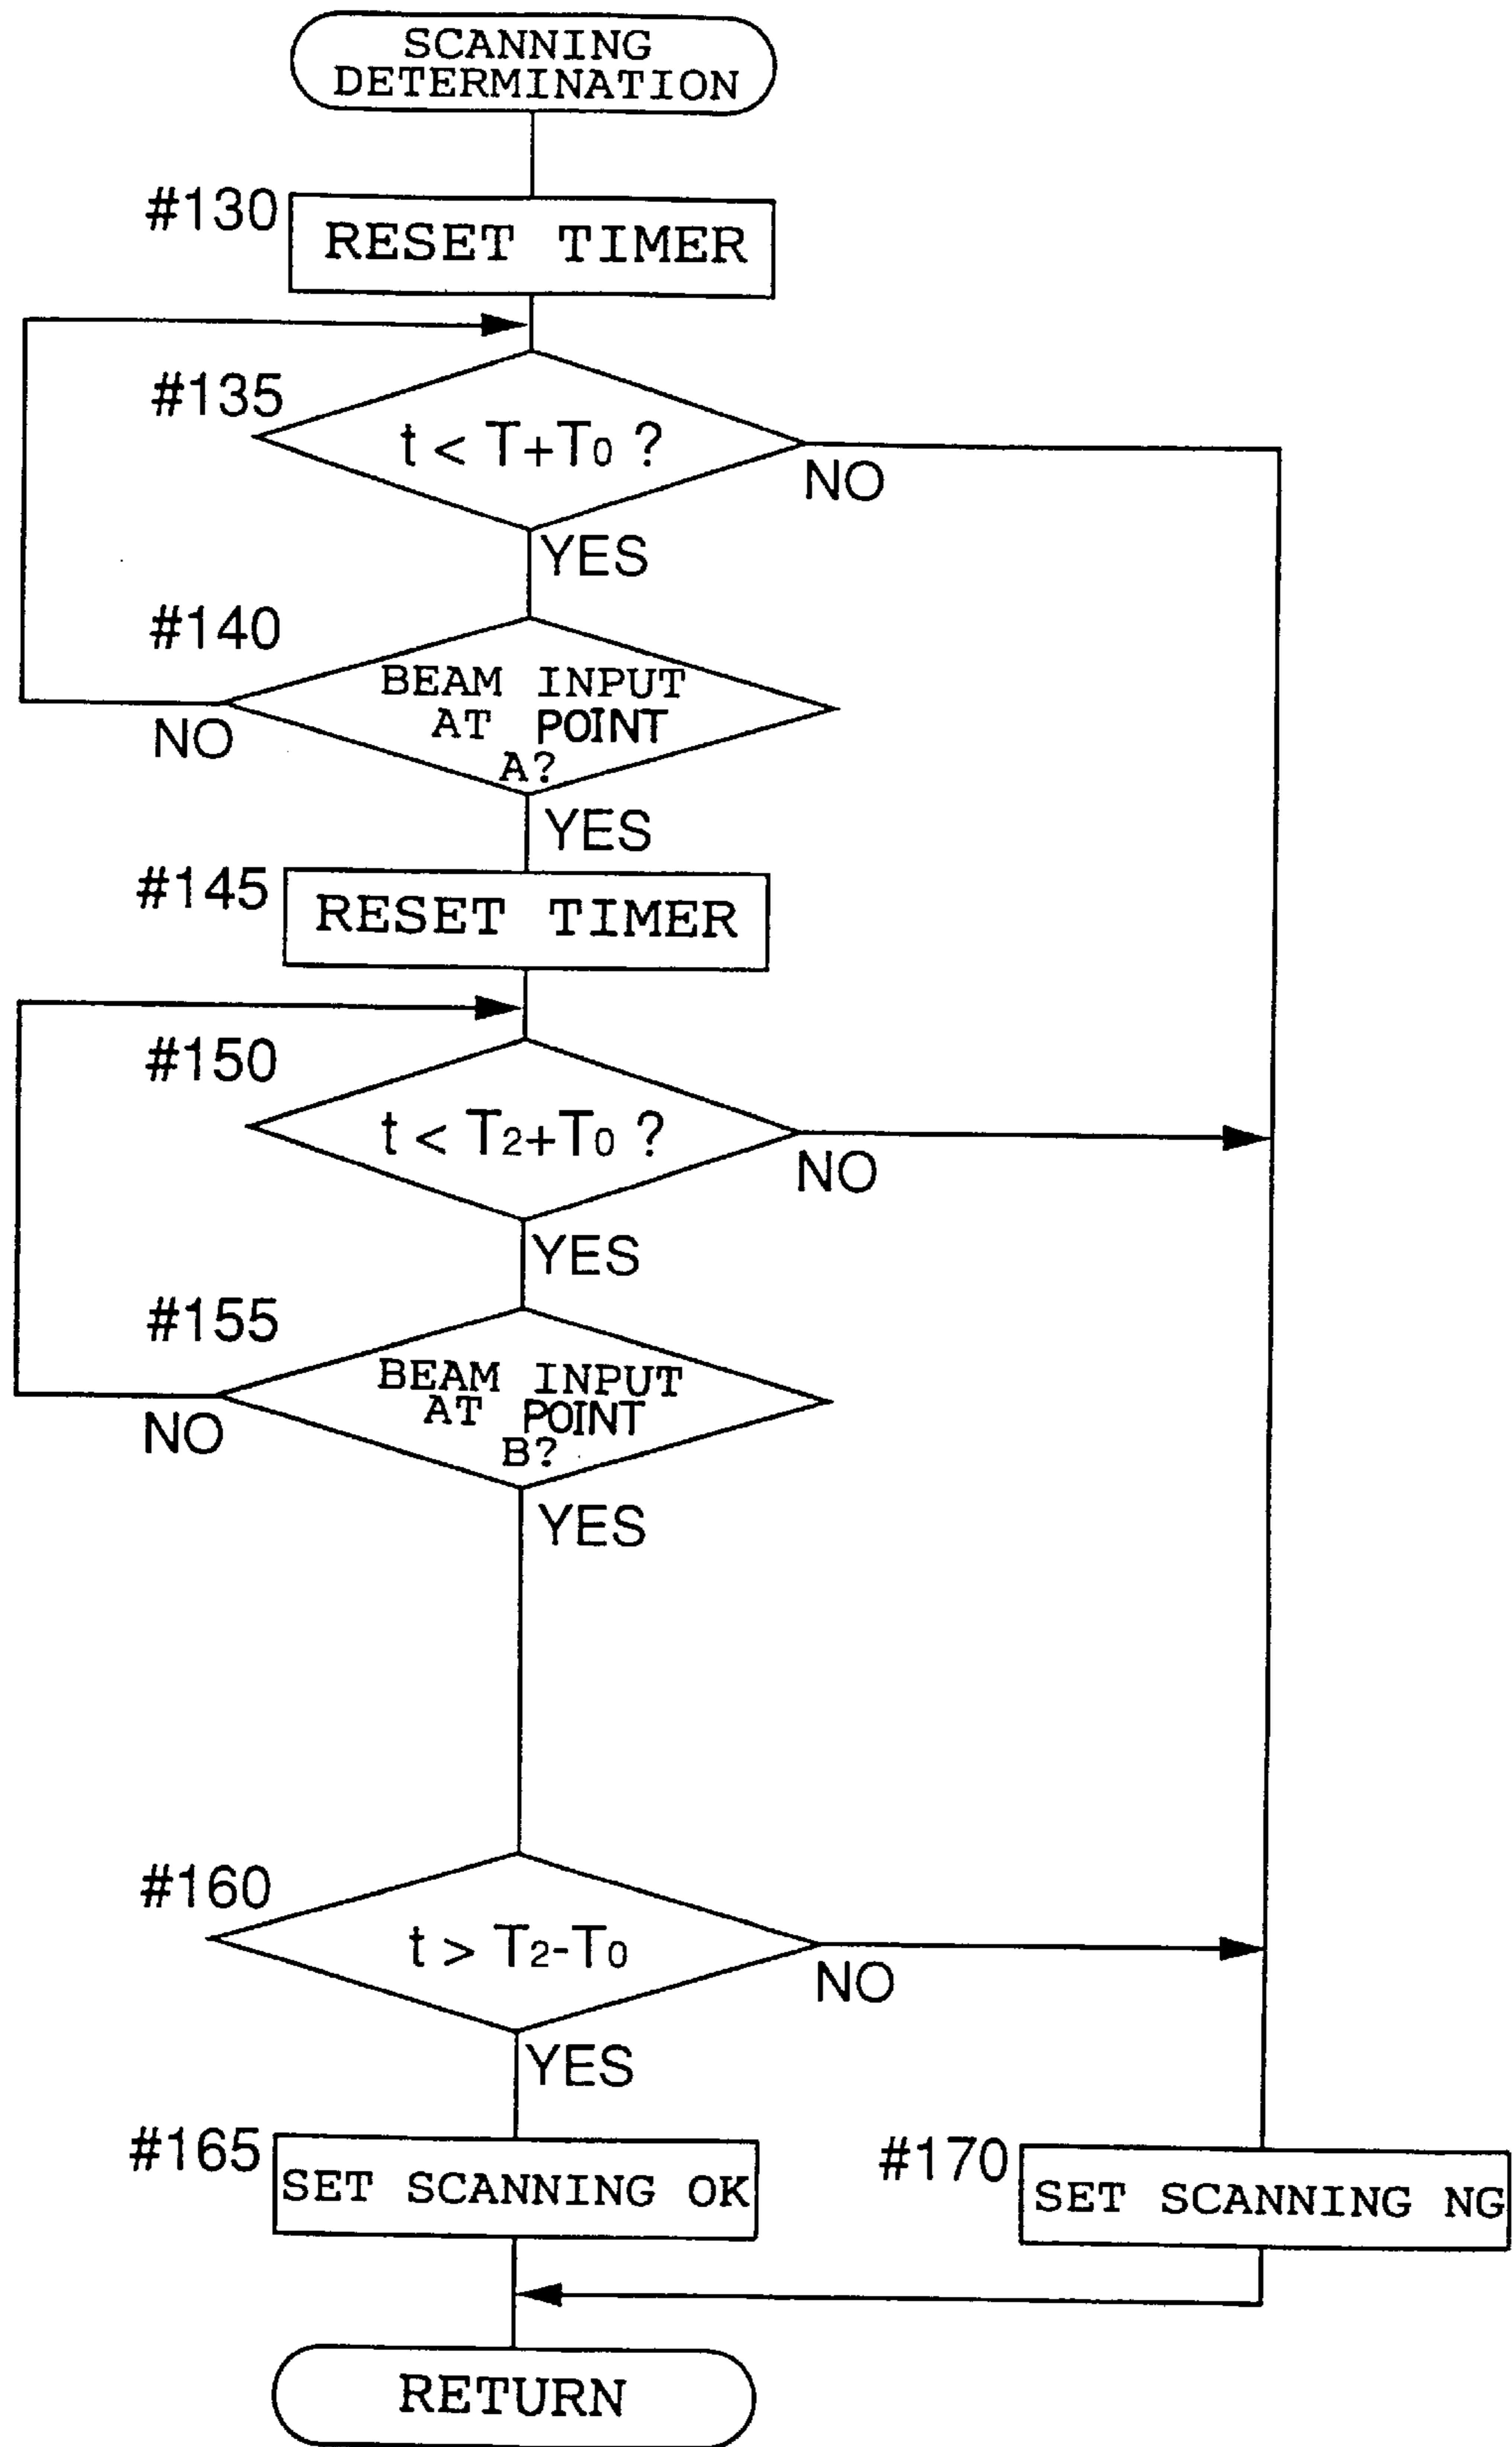 SCANNING
DETERMINATION
#130
RESET TIMER
#135
t < T+T₀ ?
NO
YES
#140
BEAM INPUT
AT POINT
A?
NO
YES
#145
RESET TIMER
#150
t < T₂+T₀ ?
NO
YES
#155
BEAM INPUT
AT POINT
B?
NO
YES
#160
t > T₂-T₀
NO
YES
#165
SET SCANNING OK
#170
SET SCANNING NG
RETURN